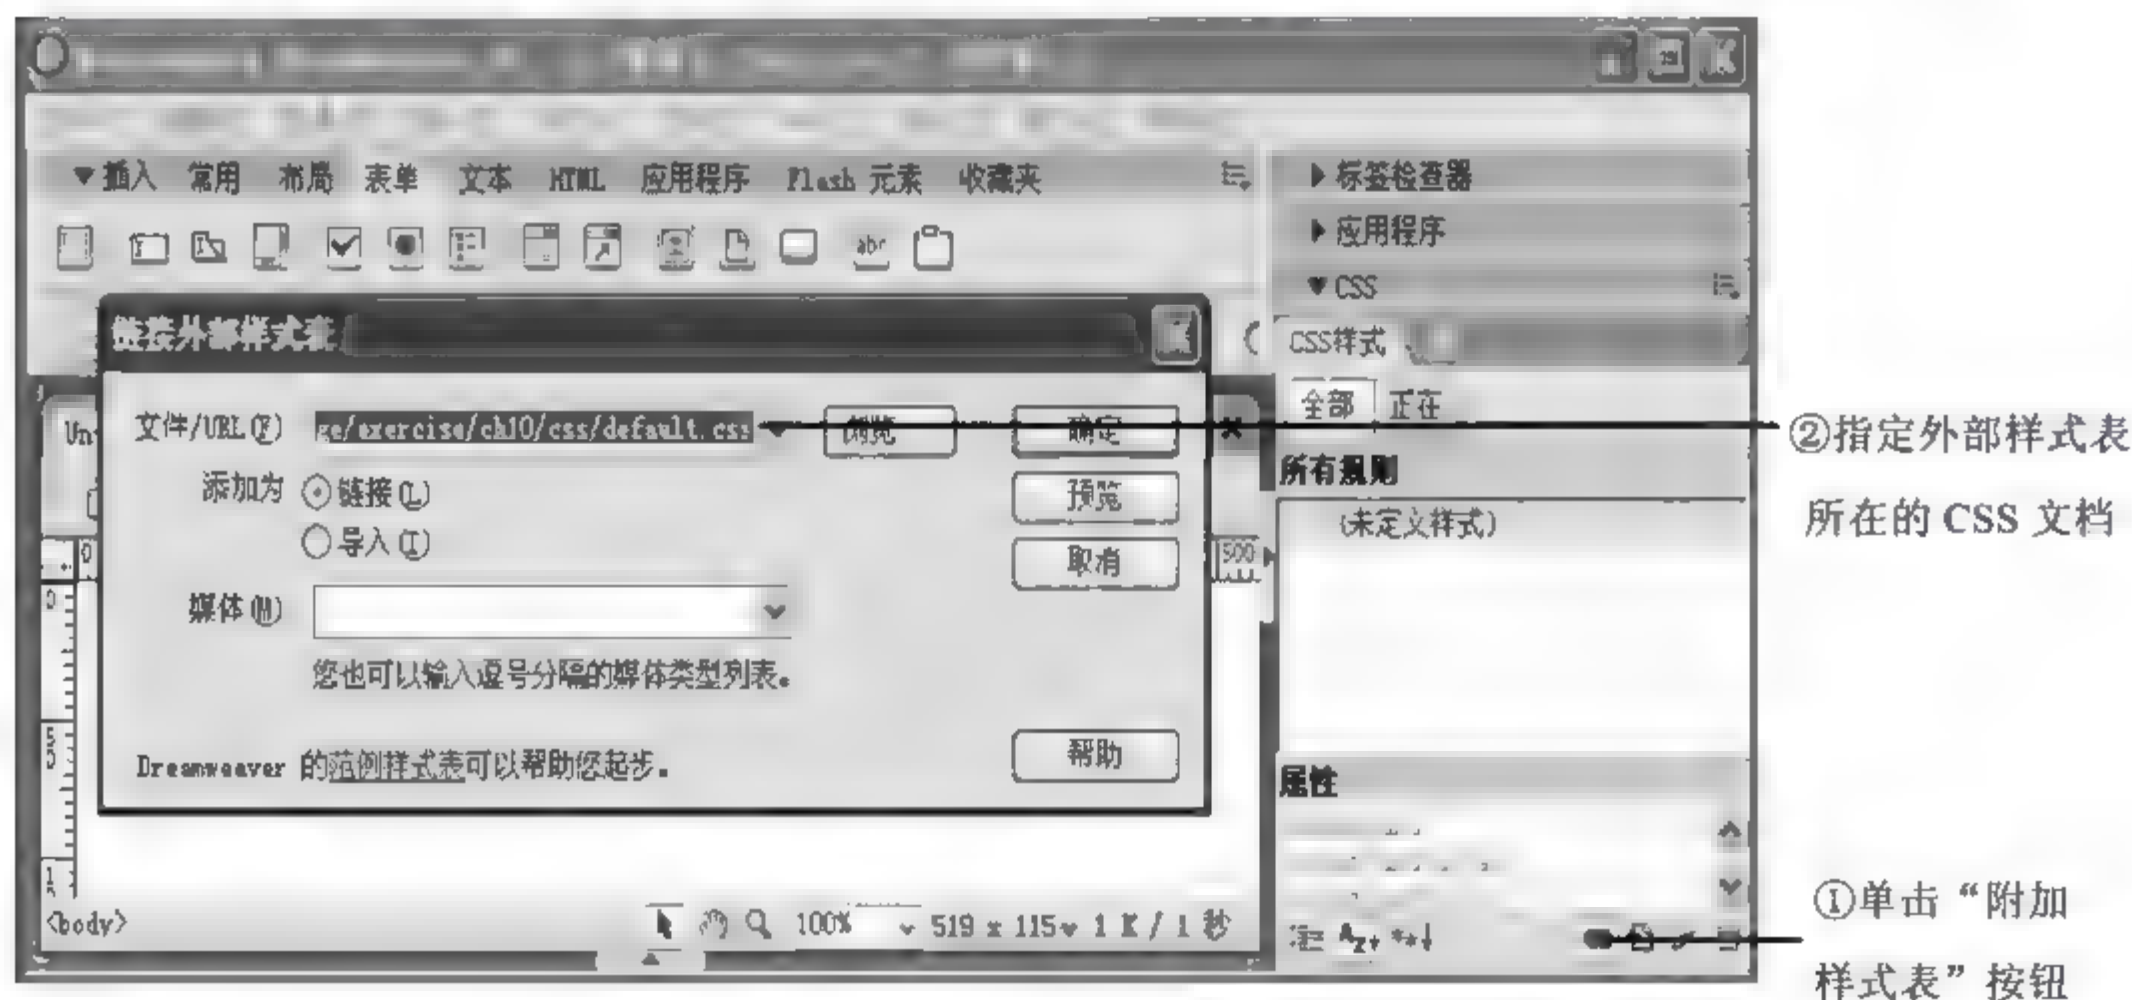 插入 常用 布局 表单 文本 HTML 应用程序 Flash 元素 收藏夹
标签检查器
应用程序
CSS
abc
链接外部样式表
CSS样式
全部 正在
文件/URL(F) ge/exercise/ch10/css/default.css 浏览 确定
②指定外部样式表
所在的 CSS 文档
所有规则
(未定义样式)
添加为 链接(L)
预览
导入(I)
取消
500
媒体(M)
您也可以输入逗号分隔的媒体类型列表。
Dreamweaver 的范例样式表可以帮助您起步。
帮助
属性
<body>
100% 519 x 115 1 K / 1 秒
①单击“附加
样式表”按钮